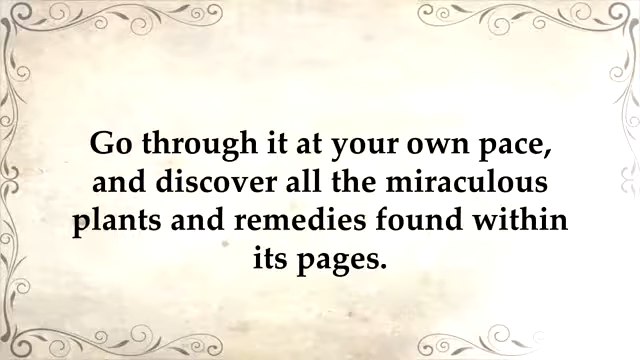 Go through it at your own pace,
and discover all the miraculous
plants and remedies found within
its pages.